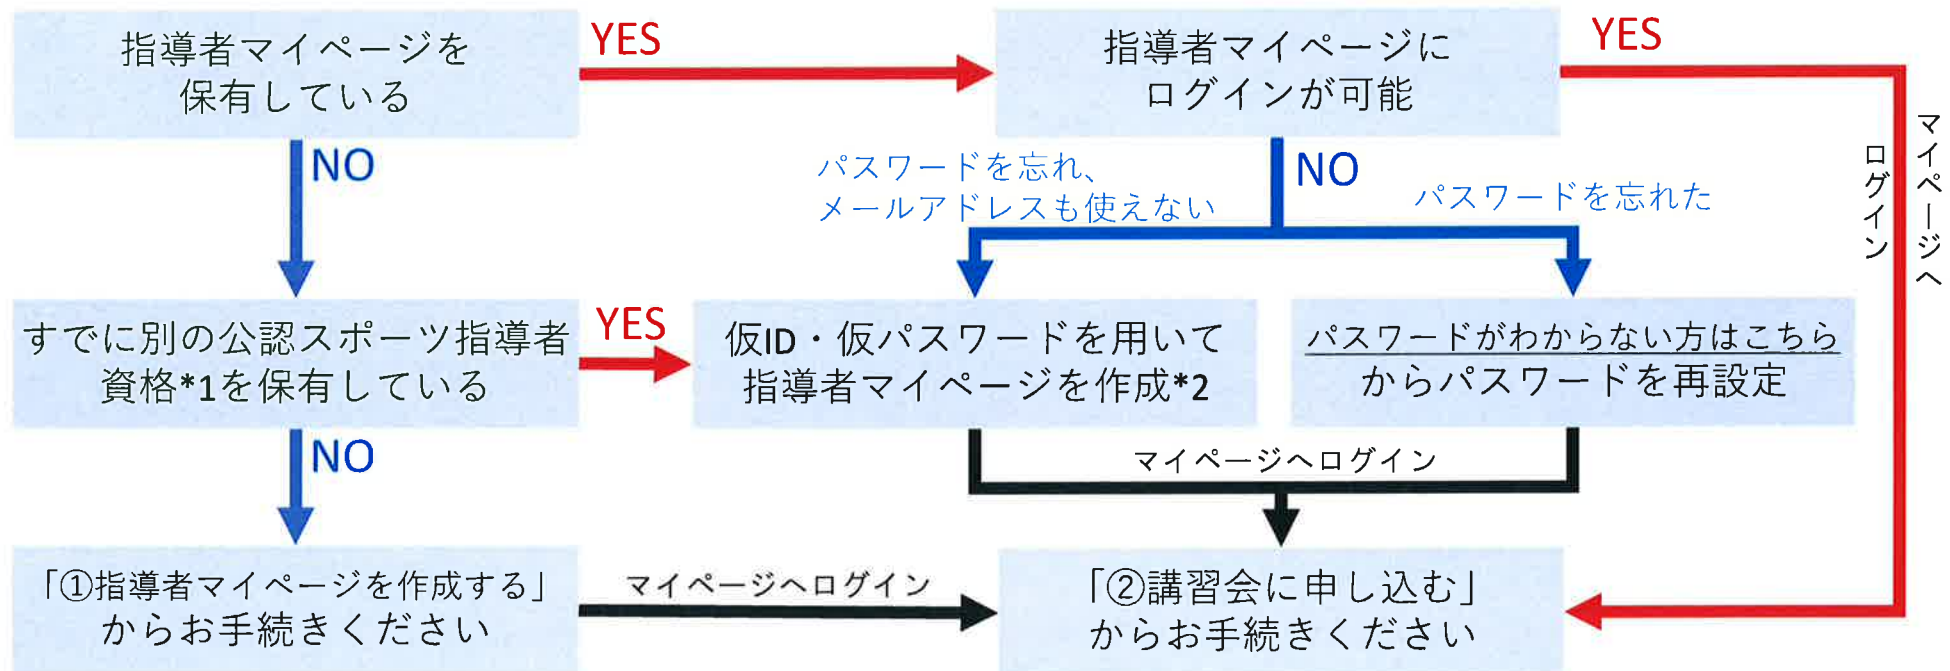 指導者マイページを
保有している
YES
指導者マイページに
ログインが可能
YES
マイページへ
ログイン
NO
パスワードを忘れ、
メールアドレスも使えない
NO
パスワードを忘れた
すでに別の公認スポーツ指導者
資格*1を保有している
YES
仮ID・仮パスワードを用いて
指導者マイページを作成*2
パスワードがわからない方はこちら
からパスワードを再設定
NO
マイページへログイン
「①指導者マイページを作成する」
からお手続きください
マイページへログイン
「②講習会に申し込む」
からお手続きください